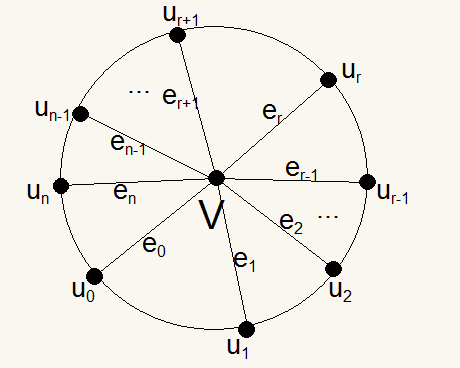 u_{r+1}
u_r
... e_{r+1}
e_r
u_{n-1}
e_{n-1}
e_{r-1}
u_n
e_n
u_{r-1}
V
e_2 ...
e_0
e_1
u_0
u_2
u_1